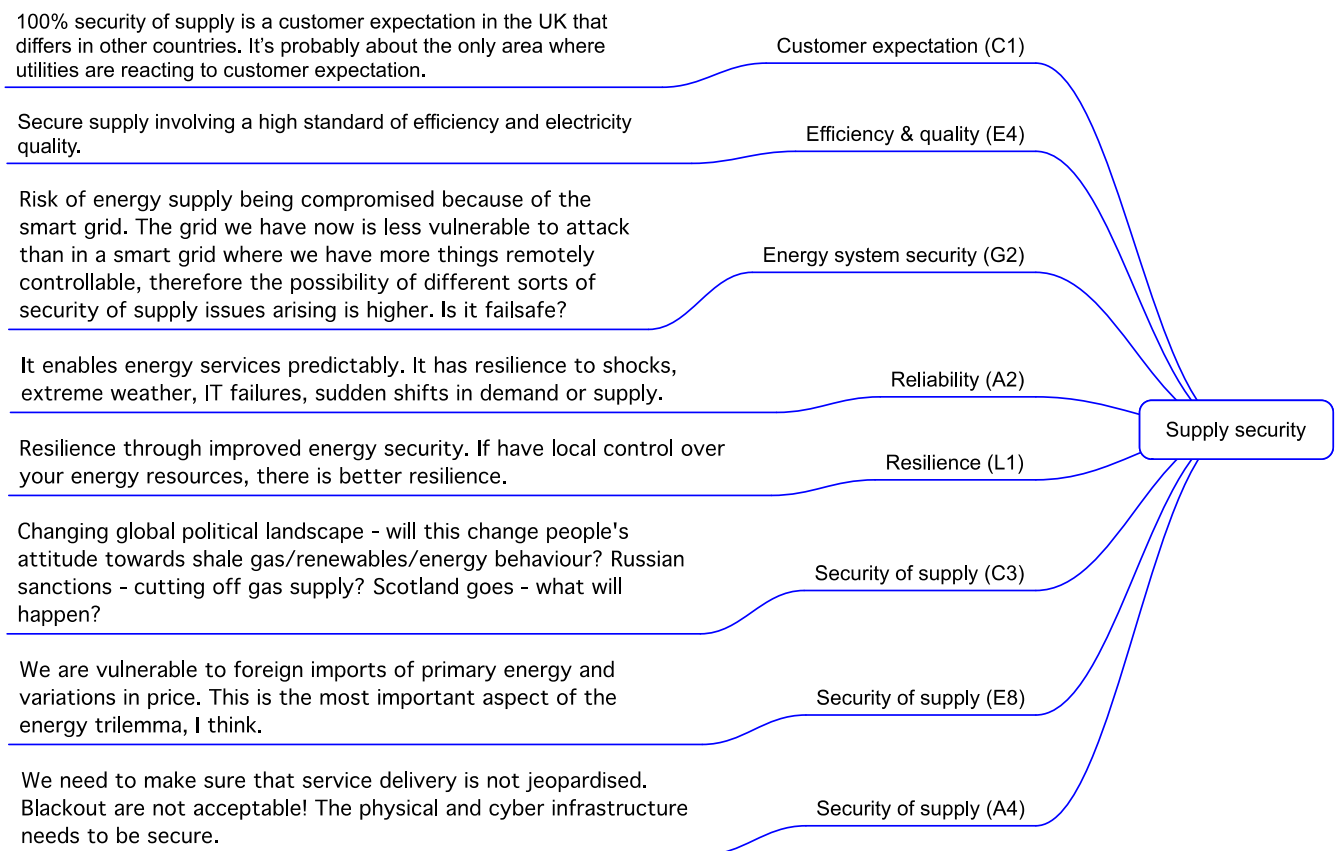 100% security of supply is a customer expectation in the UK that
differs in other countries. It's probably about the only area where
utilities are reacting to customer expectation.
Customer expectation (C1)
Secure supply involving a high standard of efficiency and electricity
quality.
Efficiency & quality (E4)
Risk of energy supply being compromised because of the
smart grid. The grid we have now is less vulnerable to attack
than in a smart grid where we have more things remotely
controllable, therefore the possibility of different sorts of
security of supply issues arising is higher. Is it failsafe?
Energy system security (G2)
It enables energy services predictably. It has resilience to shocks,
extreme weather, IT failures, sudden shifts in demand or supply.
Reliability (A2)
Resilience through improved energy security. If have local control over
your energy resources, there is better resilience.
Resilience (L1)
Changing global political landscape - will this change people's
attitude towards shale gas/renewables/energy behaviour? Russian
sanctions - cutting off gas supply? Scotland goes - what will
happen?
Security of supply (C3)
We are vulnerable to foreign imports of primary energy and
variations in price. This is the most important aspect of the
energy trilemma, I think.
Security of supply (E8)
We need to make sure that service delivery is not jeopardised.
Blackout are not acceptable! The physical and cyber infrastructure
needs to be secure.
Security of supply (A4)
Supply security